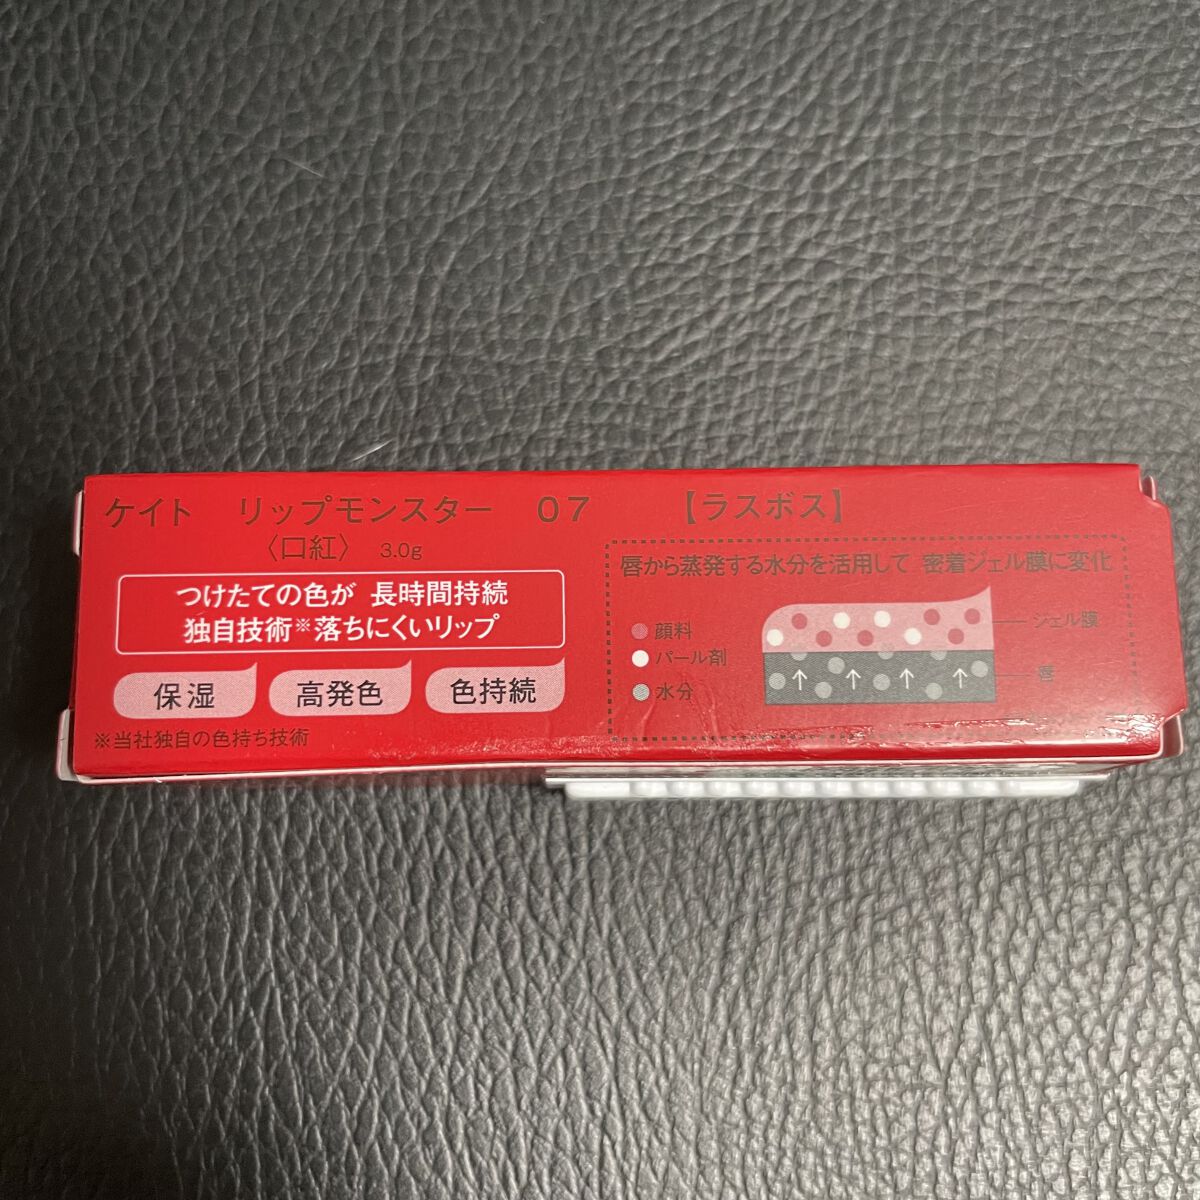 ケイト　リップモンスター　07　【ラスボス】
〈口紅〉 3.0g
つけたての色が 長時間持続
独自技術※落ちにくいリップ
保湿
高発色
色持続
※当社独自の色持ち技術
唇から蒸発する水分を活用して 密着ジェル膜に変化
顔料
パール剤
水分
ジェル膜
唇